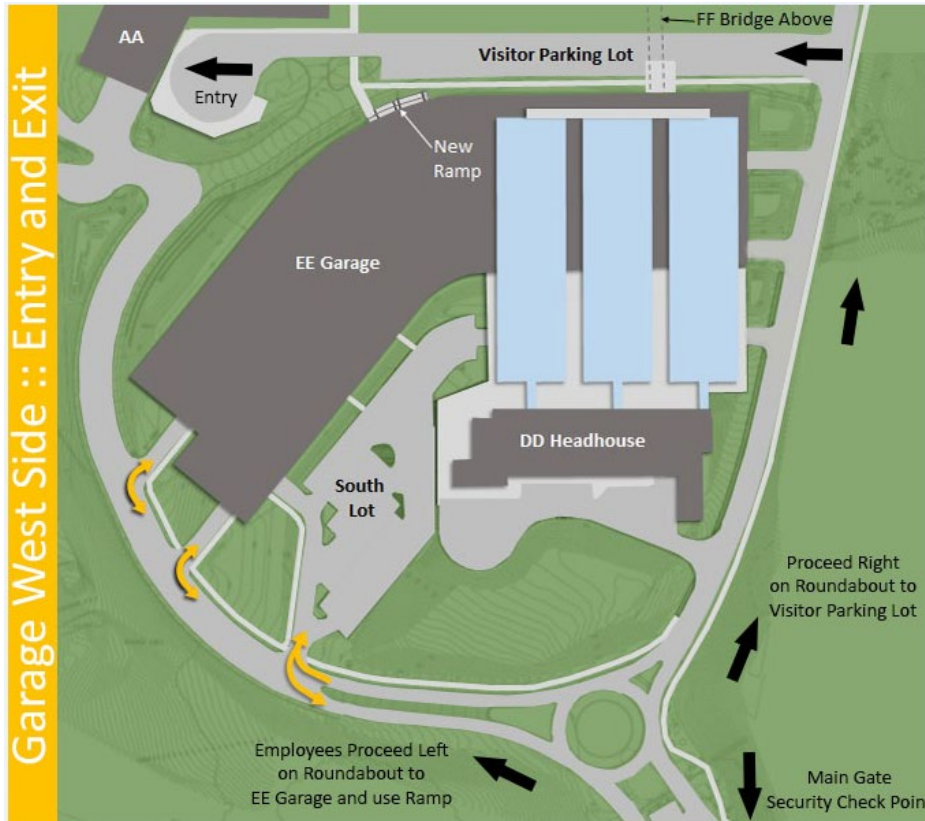 Garage West Side :: Entry and Exit
AA
FF Bridge Above
Visitor Parking Lot
Entry
New
Ramp
EE Garage
DD Headhouse
South
Lot
Proceed Right
on Roundabout to
Visitor Parking Lot
Employees Proceed Left
on Roundabout to
EE Garage and use Ramp
Main Gate
Security Check Poin